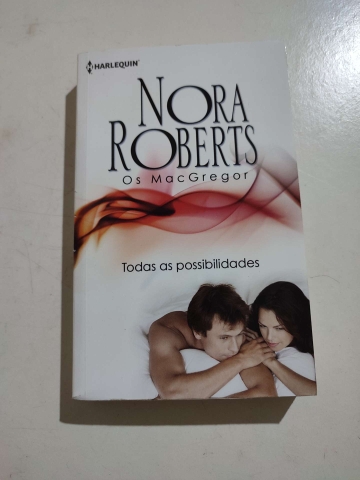 HARLEQUIN
NORA
ROBERTS
Os MacGregor
Todas as possibilidades